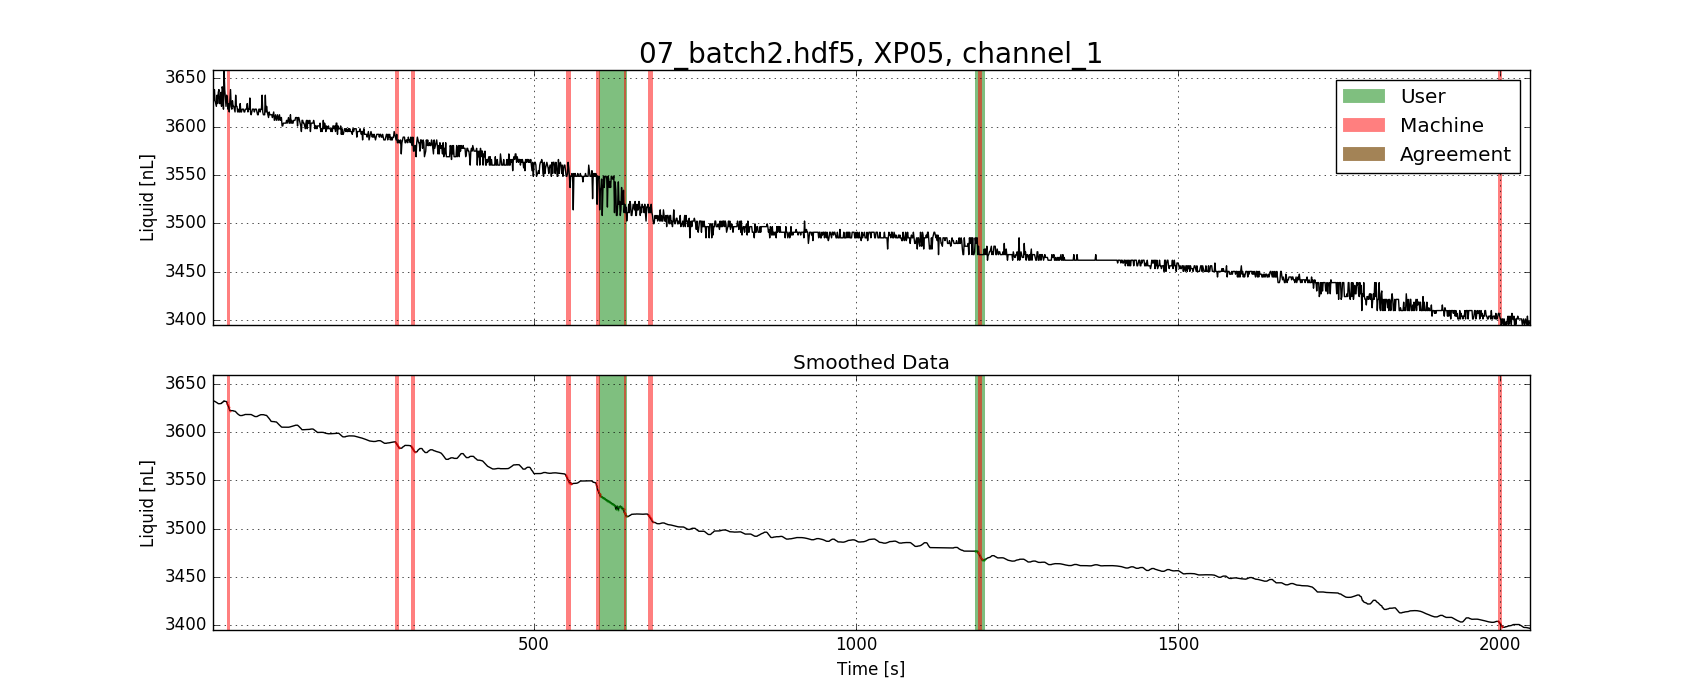 07_batch2.hdf5, XP05, channel_1
3650
3600
3550
3500
3450
3400
Liquid [nL]
User
Machine
Agreement
Smoothed Data
3650
3600
3550
3500
3450
3400
Liquid [nL]
500 1000 1500 2000
Time [s]